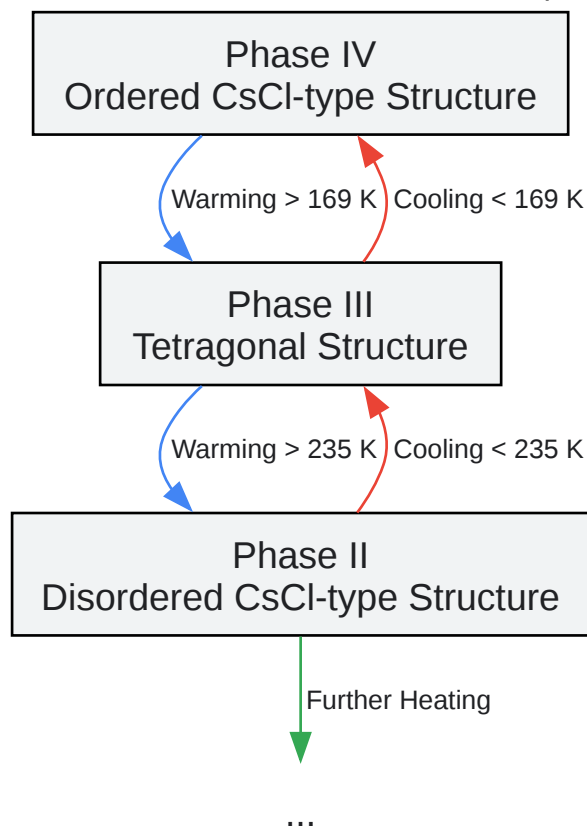 Phase IV
Ordered CsCl-type Structure
Warming > 169 K
Cooling < 169 K
Phase III
Tetragonal Structure
Warming > 235 K
Cooling < 235 K
Phase II
Disordered CsCl-type Structure
Further Heating
...